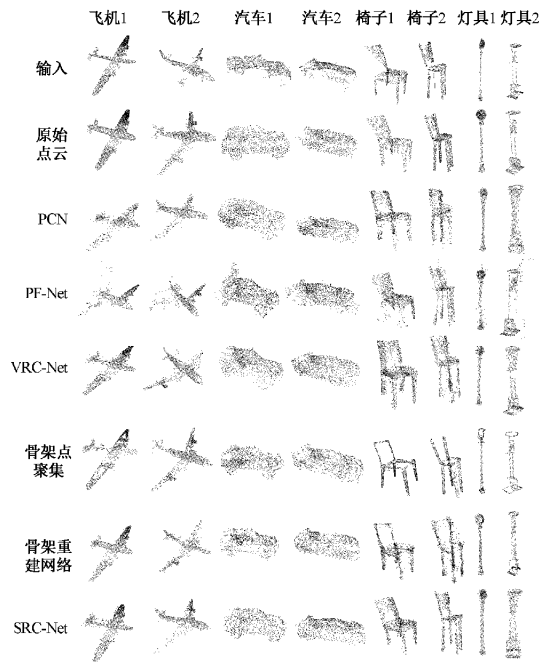 飞机1 飞机2 汽车1 汽车2 椅子1 椅子2 灯具1 灯具2
输入
原始
点云
PCN
PF-Net
VRC-Net
骨架点
聚集
骨架重
建网络
SRC-Net